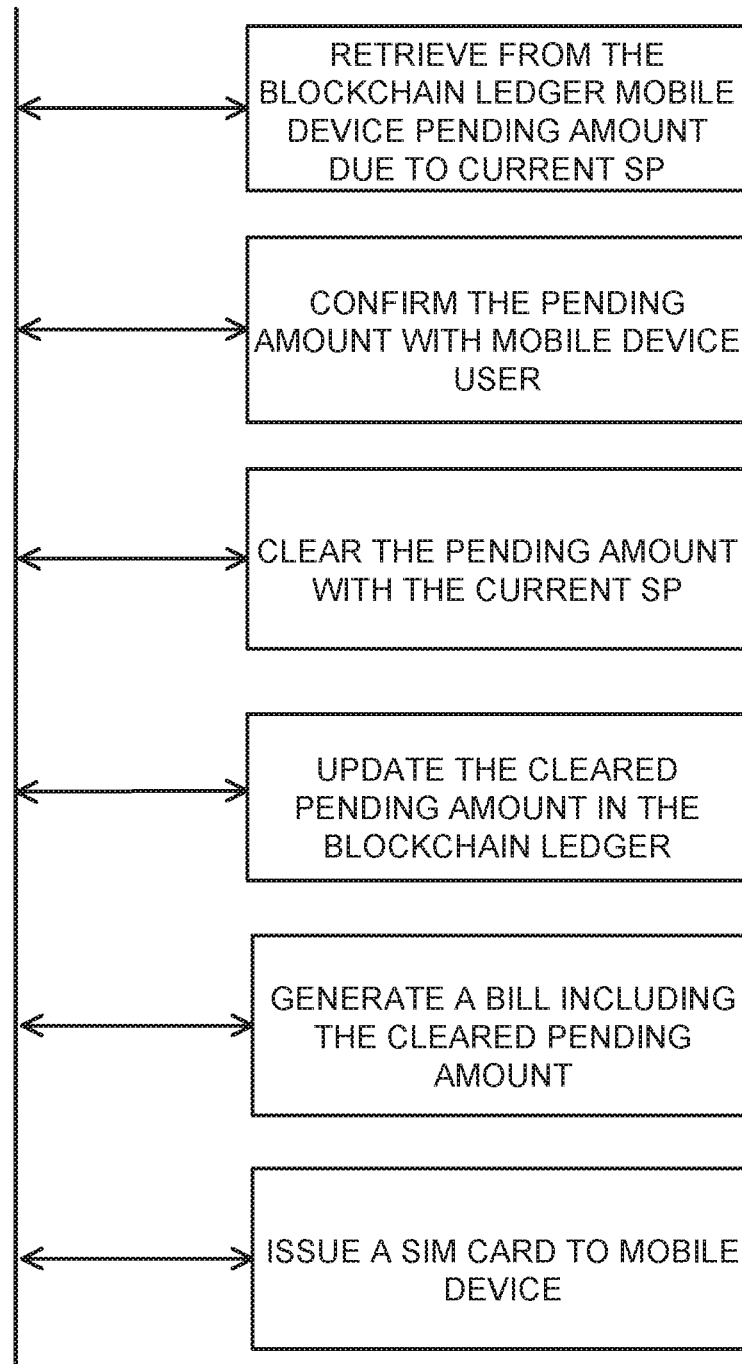 RETRIEVE FROM THE
BLOCKCHAIN LEDGER MOBILE
DEVICE PENDING AMOUNT
DUE TO CURRENT SP
CONFIRM THE PENDING
AMOUNT WITH MOBILE DEVICE
USER
CLEAR THE PENDING AMOUNT
WITH THE CURRENT SP
UPDATE THE CLEARED
PENDING AMOUNT IN THE
BLOCKCHAIN LEDGER
GENERATE A BILL INCLUDING
THE CLEARED PENDING
AMOUNT
ISSUE A SIM CARD TO MOBILE
DEVICE